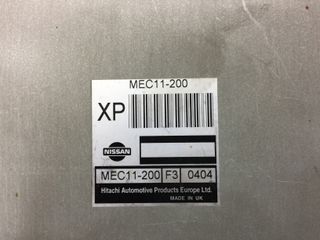 MEC11-200
XP
NISSAN
MEC11-200 F3 0404
Hitachi Automotive Products Europe Ltd.
MADE IN UK